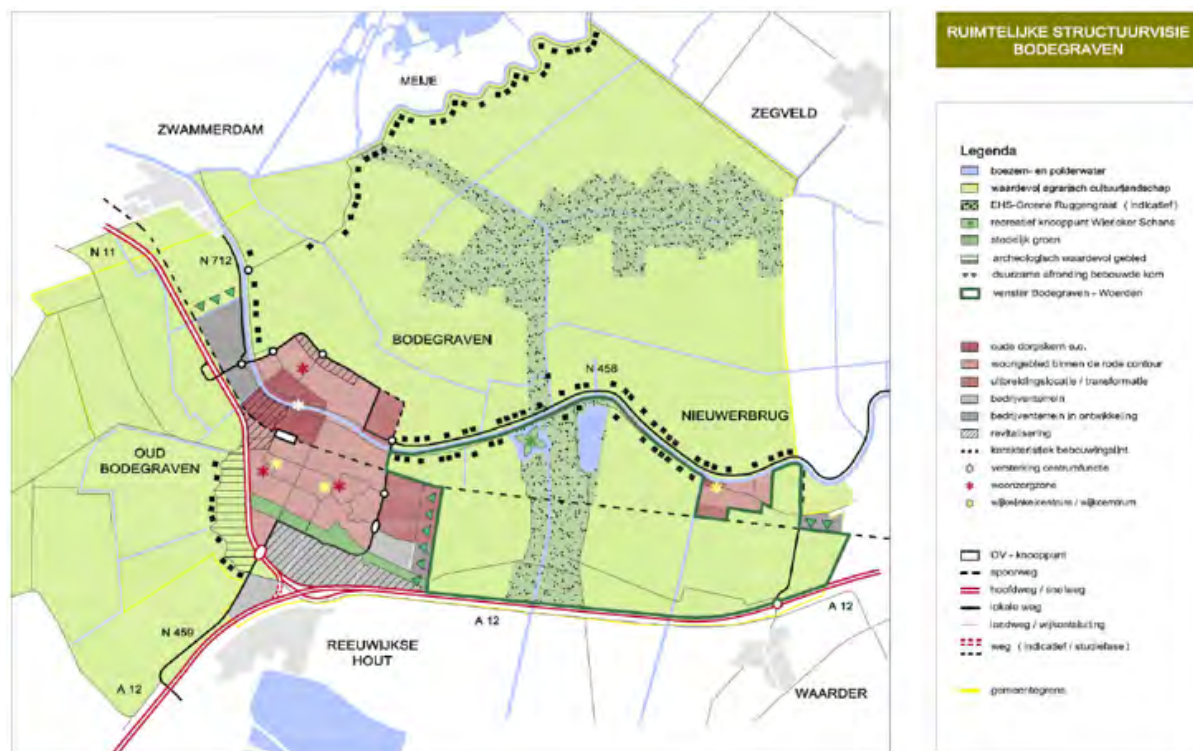 RUIMTELIJKE STRUCTUURVISIE
BODEGRAVEN
MEIJE
ZWAMMERDAM
ZEGVELD
N 11
N 712
BODEGRAVEN
N 458
NIEUWERBRUG
OUD
BODEGRAVEN
N 459
A 12
REEUWIJKSE
HOUT
A 12
A 12
WAARDER
Legenda
boezem- en polderwater
waardevol agrarisch cultuurlandschap
EHS-Groene Ruggengraat ( indicatief )
recreatief knooppunt Wiericker Schans
stedelijk groen
archeologisch waardevol gebied
duurzame afronding bebouwde kom
venster Bodegraven - Woerden
oude dorpskern e.o.
woongebied binnen de rode contour
uitbreidingslocatie / transformatie
bedrijventerrein
bedrijventerrein in ontwikkeling
revitalisering
karakteristiek bebouwingslint
versterking centrumfunctie
woonzorgzone
wijkwinkelcentrum / wijkcentrum
OV - knooppunt
spoorweg
hoofdweg / snelweg
lokale weg
landweg / wijkontsluiting
weg ( indicatief / studiefase )
gemeentegrens